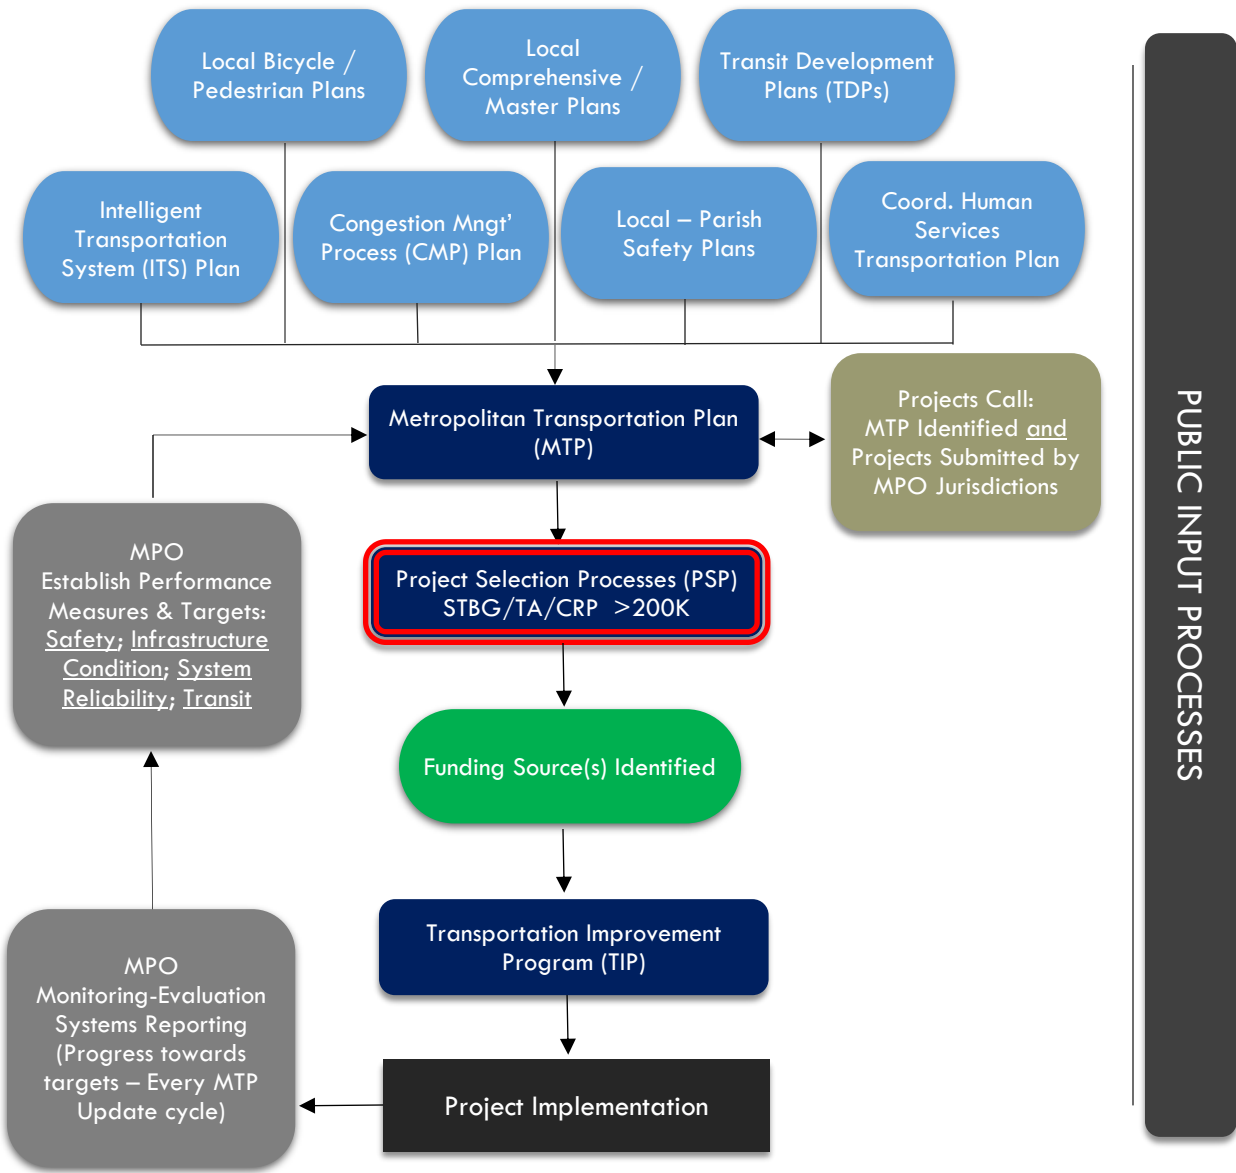 Local Bicycle /
Pedestrian Plans
Local
Comprehensive /
Master Plans
Transit Development
Plans (TDPs)
Intelligent
Transportation
System (ITS) Plan
Congestion Mngt'
Process (CMP) Plan
Local – Parish
Safety Plans
Coord. Human
Services
Transportation Plan
Metropolitan Transportation Plan
(MTP)
Projects Call:
MTP Identified and
Projects Submitted by
MPO Jurisdictions
MPO
Establish Performance
Measures & Targets:
Safety; Infrastructure
Condition; System
Reliability; Transit
Project Selection Processes (PSP)
STBG/TA/CRP >200K
Funding Source(s) Identified
Transportation Improvement
Program (TIP)
MPO
Monitoring-Evaluation
Systems Reporting
(Progress towards
targets – Every MTP
Update cycle)
Project Implementation
PUBLIC INPUT PROCESSES